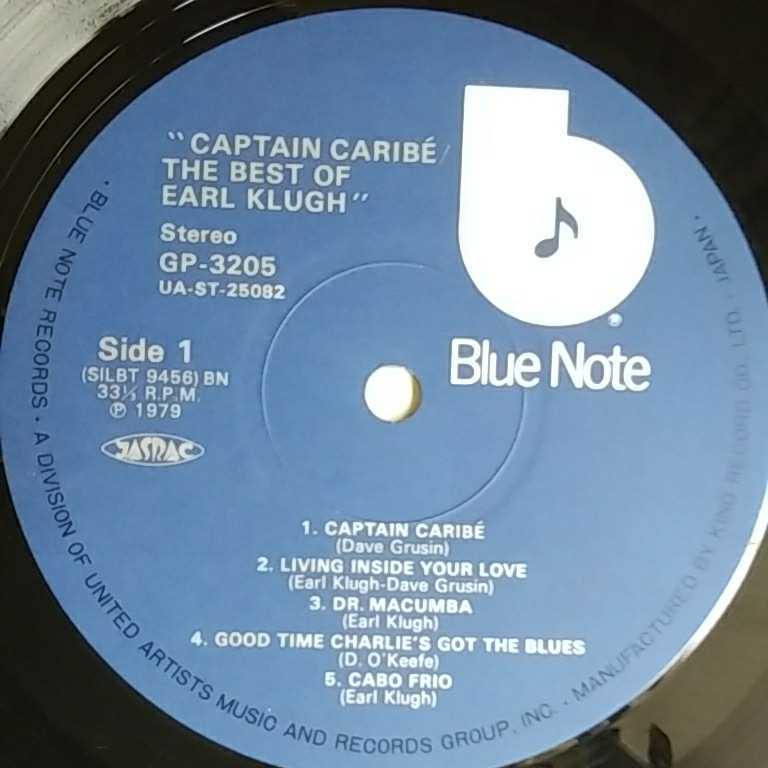 "CAPTAIN CARIBÉ/
THE BEST OF
EARL KLUGH"
Stereo
GP-3205
UA-ST-25082
Side 1
(SILBT 9456) BN
33⅓ R.P.M.
℗ 1979
JASRAC
Blue Note
®
1. CAPTAIN CARIBÉ
(Dave Grusin)
2. LIVING INSIDE YOUR LOVE
(Earl Klugh-Dave Grusin)
3. DR. MACUMBA
(Earl Klugh)
4. GOOD TIME CHARLIE'S GOT THE BLUES
(D. O'Keefe)
5. CABO FRIO
(Earl Klugh)
· BLUE NOTE RECORDS · A DIVISION OF UNITED ARTISTS MUSIC AND RECORDS GROUP, INC. · MANUFACTURED BY KING RECORD CO. LTD. · JAPAN ·